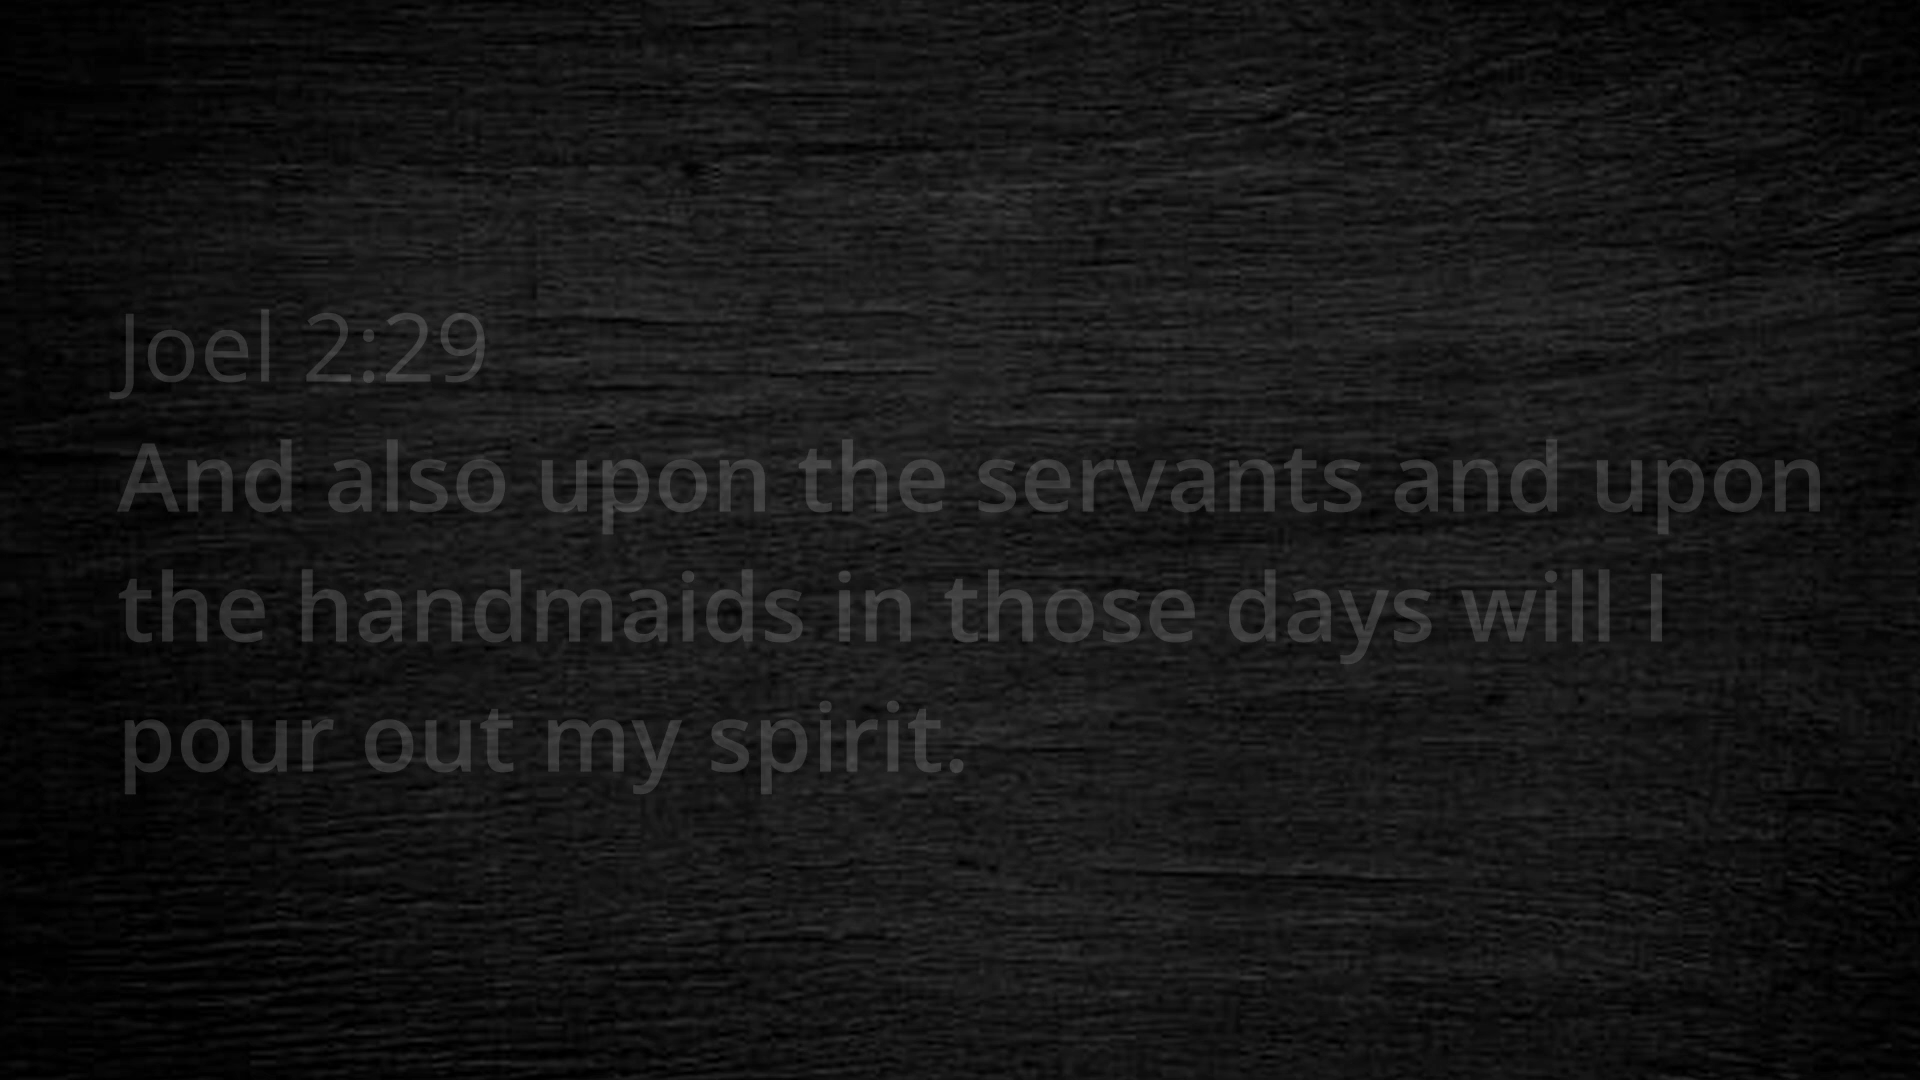 Joel 2:29
And also upon the servants and upon
the handmaids in those days will I
pour out my spirit.